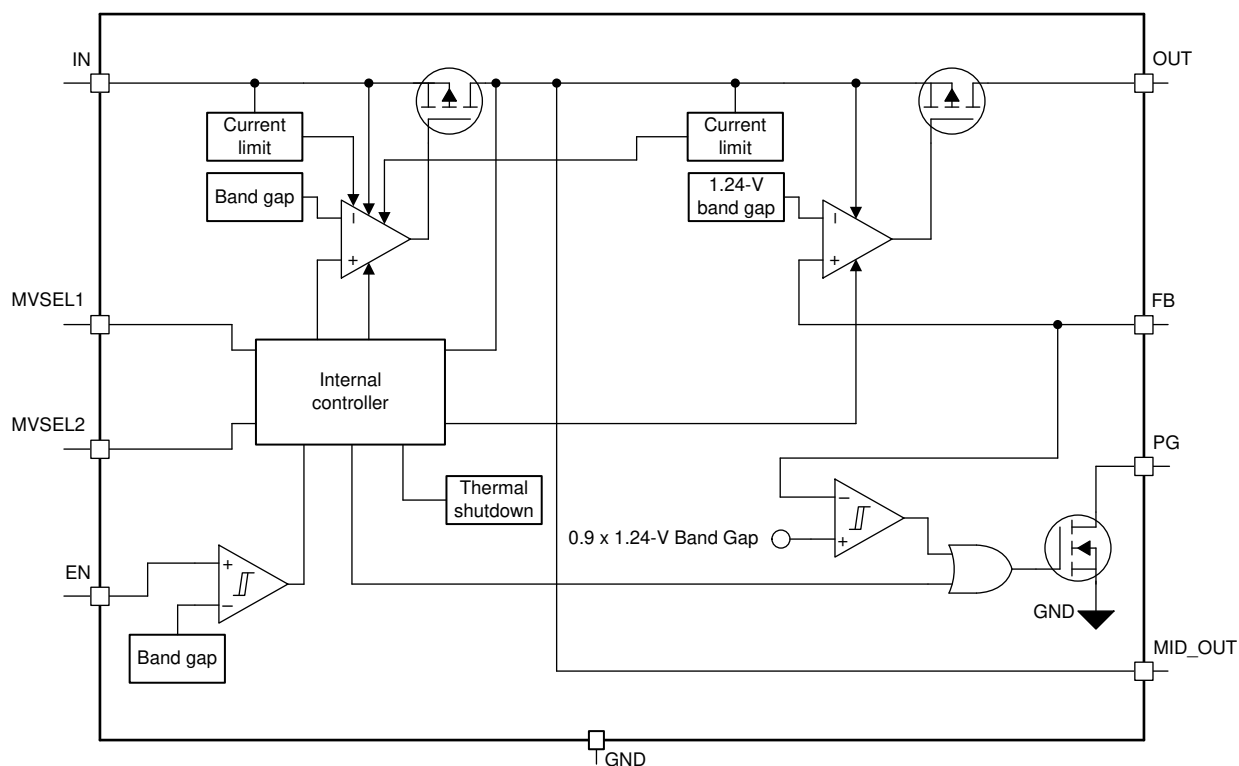 IN
OUT
Current
limit
Current
limit
Band gap
1.24-V
band gap
−
+
−
+
MVSEL1
FB
Internal
controller
MVSEL2
PG
Thermal
shutdown
−
+
0.9 x 1.24-V Band Gap
EN
+
−
GND
Band gap
MID_OUT
GND